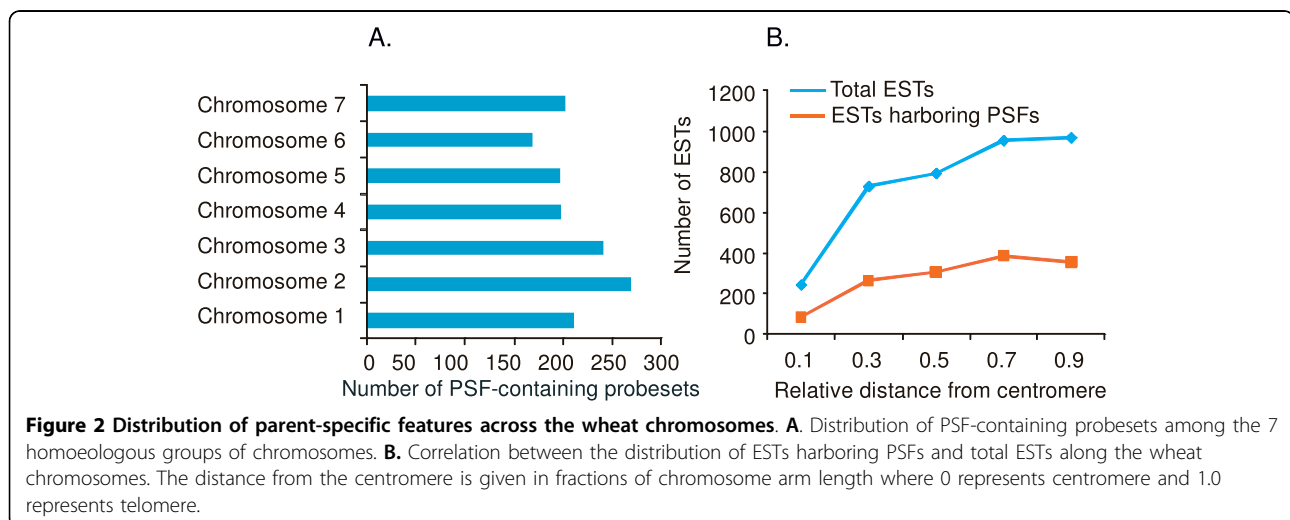 A.
Chromosome 7
Chromosome 6
Chromosome 5
Chromosome 4
Chromosome 3
Chromosome 2
Chromosome 1
0 50 100 150 200 250 300
Number of PSF-containing probesets
B.
Total ESTs
ESTs harboring PSFs
Number of ESTs
1200
1000
800
600
400
200
0
0.1 0.3 0.5 0.7 0.9
Relative distance from centromere
Figure 2 Distribution of parent-specific features across the wheat chromosomes. A. Distribution of PSF-containing probesets among the 7
homoeologous groups of chromosomes. B. Correlation between the distribution of ESTs harboring PSFs and total ESTs along the wheat
chromosomes. The distance from the centromere is given in fractions of chromosome arm length where 0 represents centromere and 1.0
represents telomere.